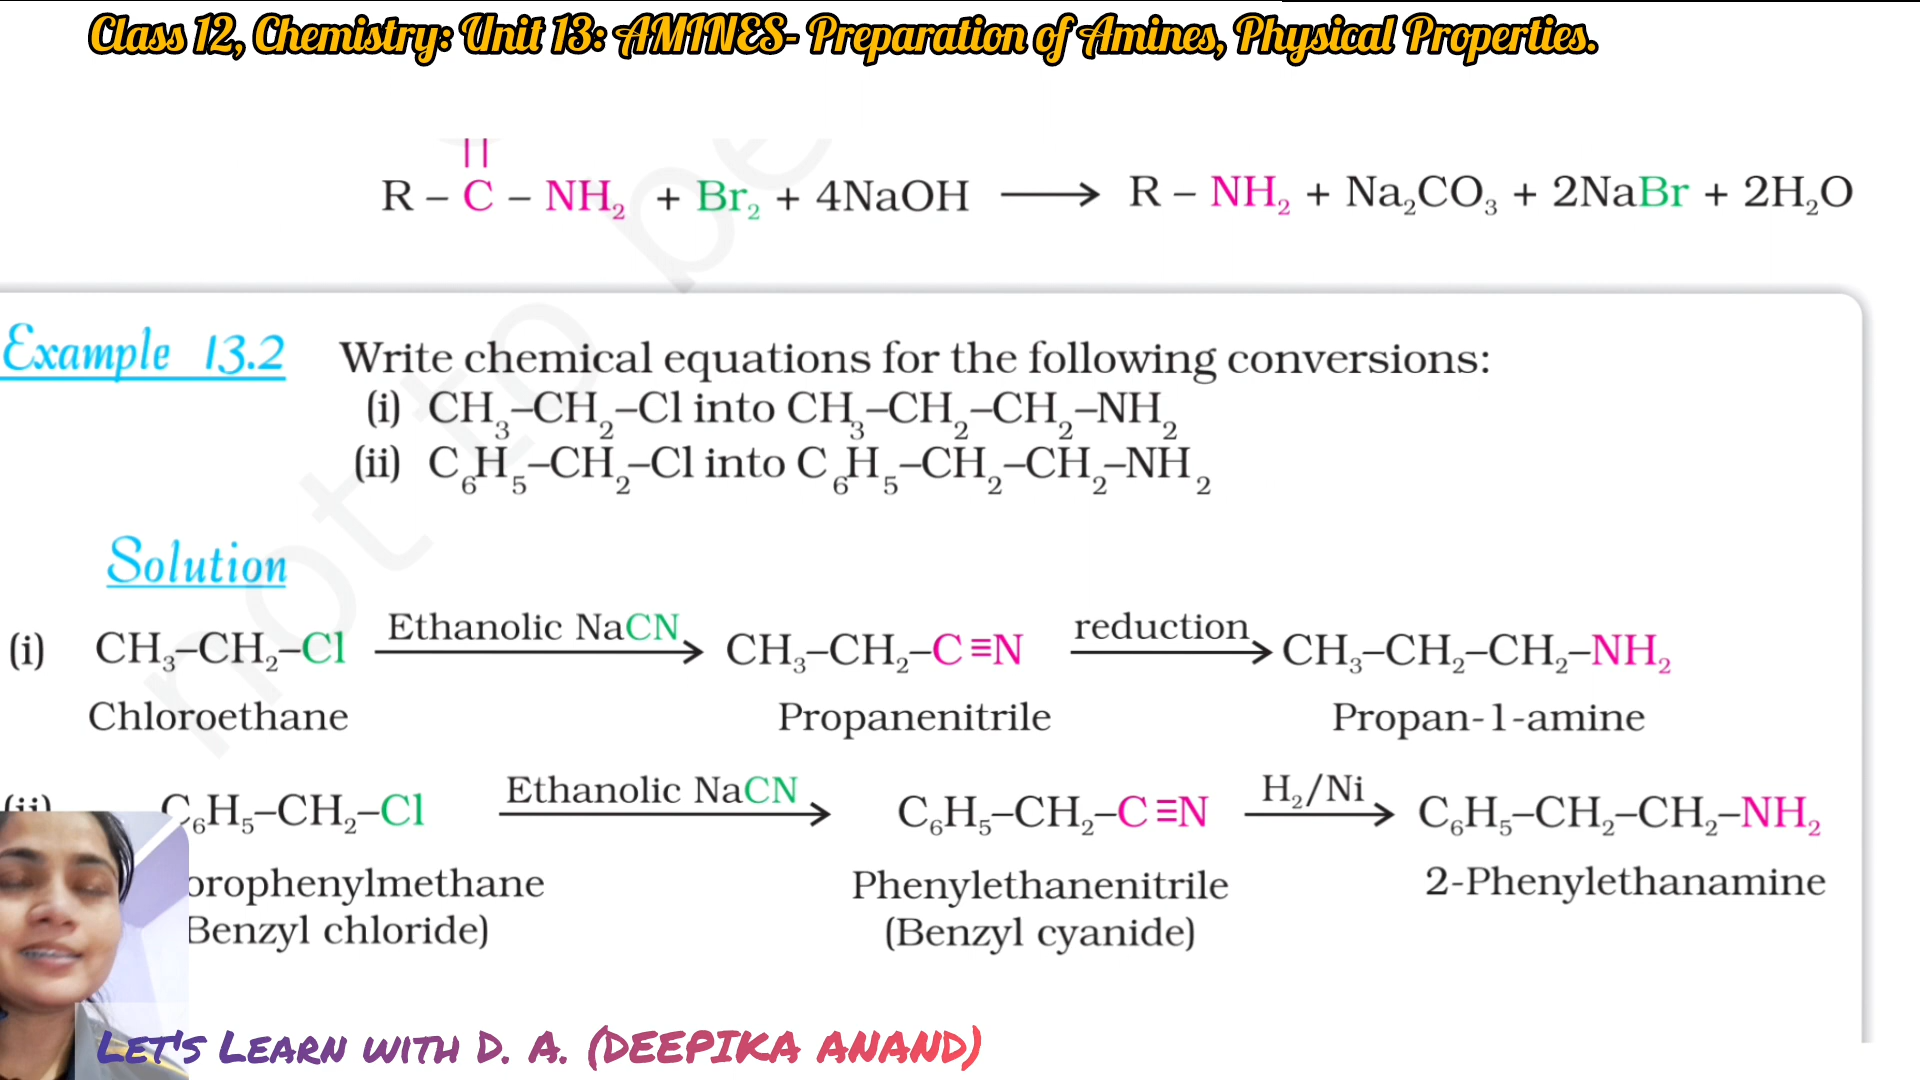 Class 12, Chemistry: Unit 13: AMINES- Preparation of Amines, Physical Properties.
R – C – NH₂ + Br₂ + 4NaOH ⟶ R – NH₂ + Na₂CO₃ + 2NaBr + 2H₂O
Example 13.2 Write chemical equations for the following conversions:
(i) CH₃–CH₂–Cl into CH₃–CH₂–CH₂–NH₂
(ii) C₆H₅–CH₂–Cl into C₆H₅–CH₂–CH₂–NH₂
Solution
Ethanolic NaCN reduction
(i) CH₃–CH₂–Cl ⟶ CH₃–CH₂–C≡N ⟶ CH₃–CH₂–CH₂–NH₂
Chloroethane Propanenitrile Propan-1-amine
Ethanolic NaCN H₂/Ni
(ii) C₆H₅–CH₂–Cl ⟶ C₆H₅–CH₂–C≡N ⟶ C₆H₅–CH₂–CH₂–NH₂
orophenylmethane Phenylethanenitrile 2-Phenylethanamine
Benzyl chloride) (Benzyl cyanide)
not to
LET'S LEARN WITH D. A. (DEEPIKA ANAND)